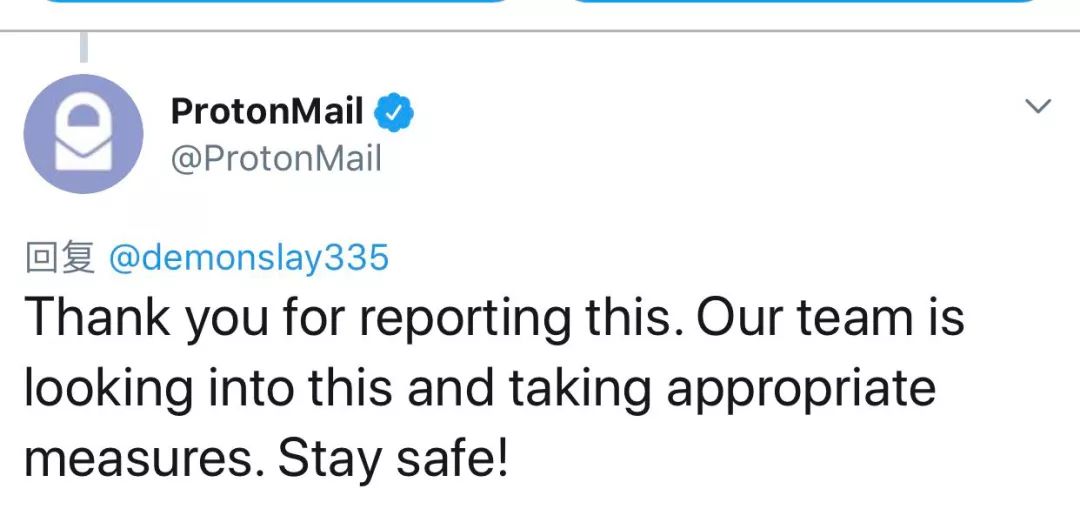 ProtonMail
@ProtonMail
回复 @demonslay335
Thank you for reporting this. Our team is
looking into this and taking appropriate
measures. Stay safe!